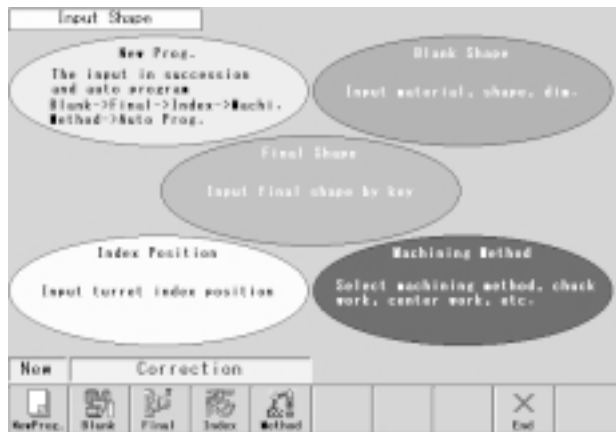 Input Shape
New Prog.
The input in succession
and auto program
Blank->Final->Index->Machi.
Method->Auto Prog.
Blank Shape
Input material, shape, dim.
Final Shape
Input final shape by key
Index Position
Input turret index position
Machining Method
Select machining method, chuck
work, center work, etc.
New
Correction
NewProg.
Blank
Final
Index
Method
End